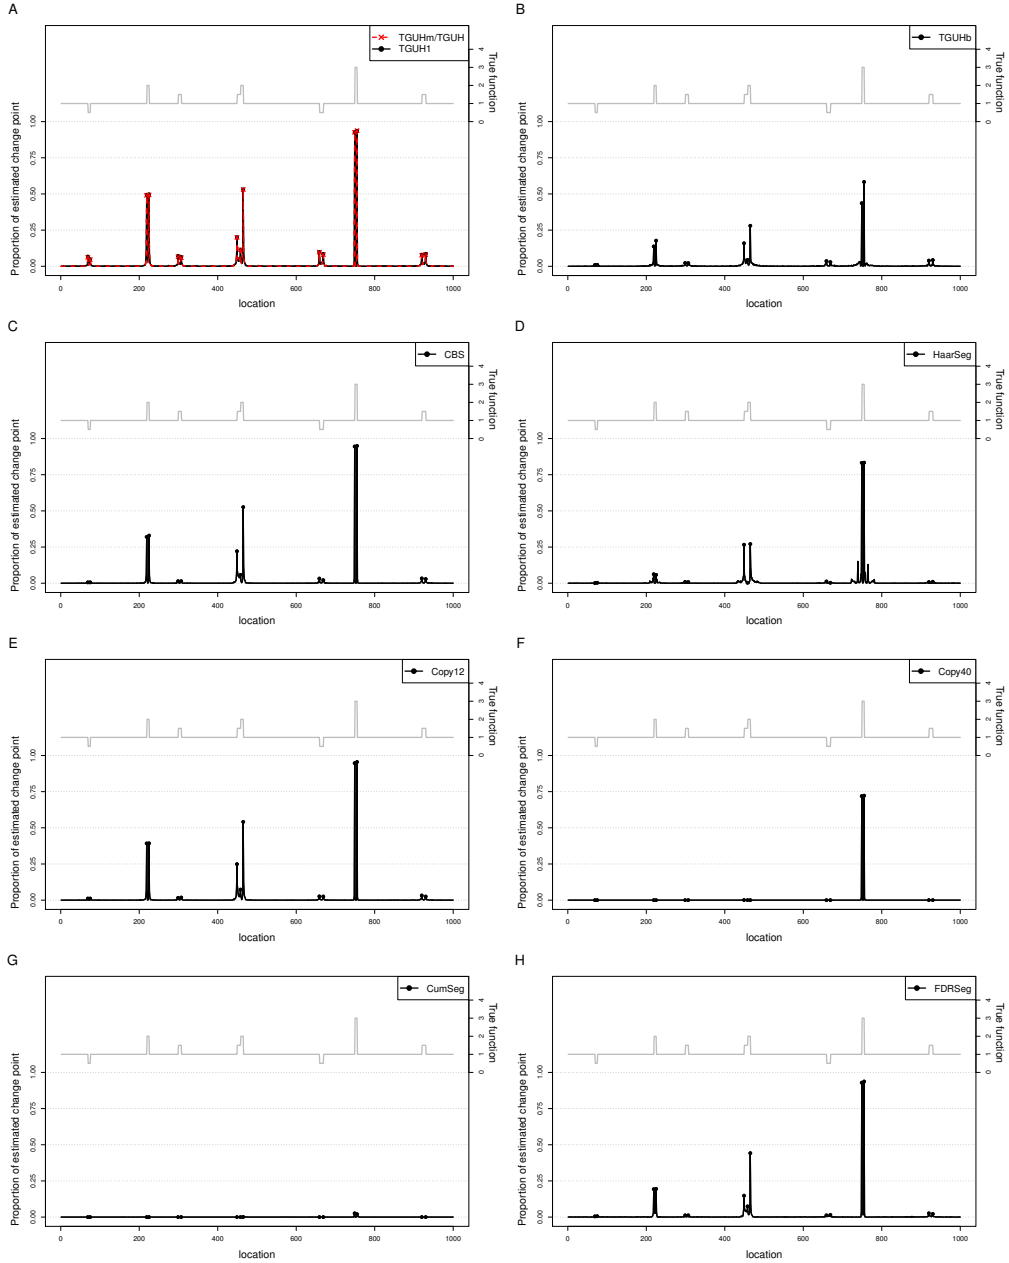 A
TGUHm/TGUH
TGUH1
Proportion of estimated change point
0.00 0.25 0.50 0.75 1.00
True function
0 1 2 3 4
0 200 400 600 800 1000
location
B
TGUHb
Proportion of estimated change point
0.00 0.25 0.50 0.75 1.00
True function
0 1 2 3 4
0 200 400 600 800 1000
location
C
CBS
Proportion of estimated change point
0.00 0.25 0.50 0.75 1.00
True function
0 1 2 3 4
0 200 400 600 800 1000
location
D
HaarSeg
Proportion of estimated change point
0.00 0.25 0.50 0.75 1.00
True function
0 1 2 3 4
0 200 400 600 800 1000
location
E
Copy12
Proportion of estimated change point
0.00 0.25 0.50 0.75 1.00
True function
0 1 2 3 4
0 200 400 600 800 1000
location
F
Copy40
Proportion of estimated change point
0.00 0.25 0.50 0.75 1.00
True function
0 1 2 3 4
0 200 400 600 800 1000
location
G
CumSeg
Proportion of estimated change point
0.00 0.25 0.50 0.75 1.00
True function
0 1 2 3 4
0 200 400 600 800 1000
location
H
FDRSeg
Proportion of estimated change point
0.00 0.25 0.50 0.75 1.00
True function
0 1 2 3 4
0 200 400 600 800 1000
location